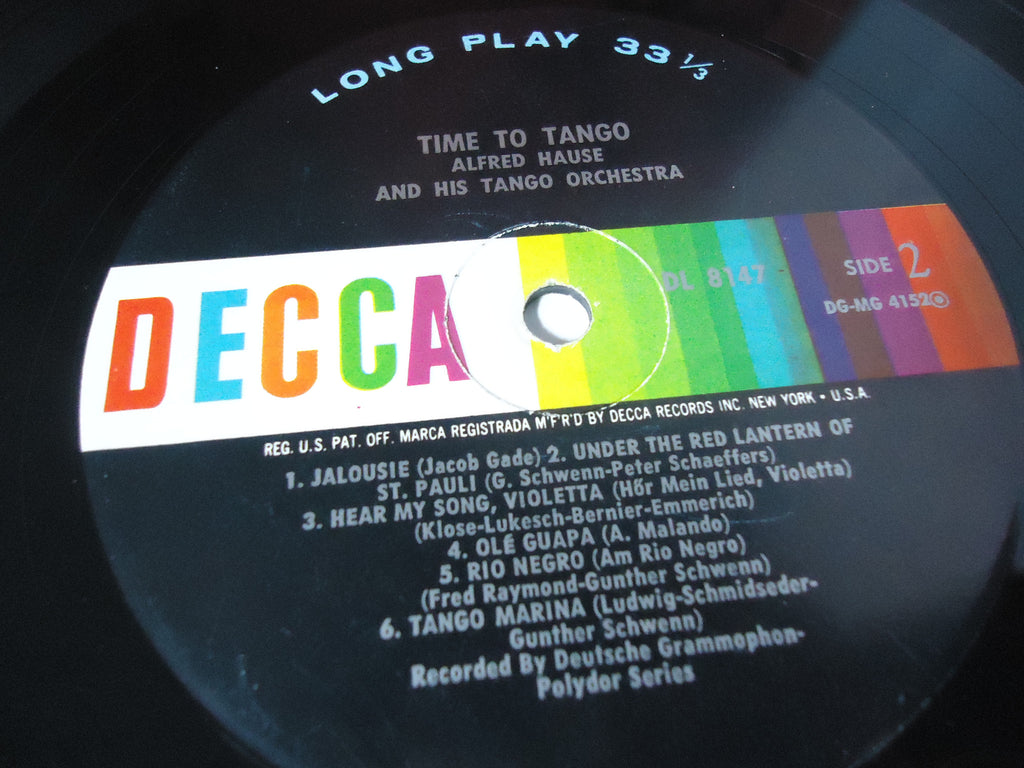 LONG PLAY 33 1/3
TIME TO TANGO
ALFRED HAUSE
AND HIS TANGO ORCHESTRA
DECCA
DL 8147
SIDE 2
DG-MG 4152
REG. U.S. PAT. OFF. MARCA REGISTRADA M'F'R'D BY DECCA RECORDS INC. NEW YORK • U.S.A.
1. JALOUSIE (Jacob Gade) 2. UNDER THE RED LANTERN OF
ST. PAULI (G. Schwenn-Peter Schaeffers)
3. HEAR MY SONG, VIOLETTA (Hör Mein Lied, Violetta)
(Klose-Lukesch-Bernier-Emmerich)
4. OLÉ GUAPA (A. Malando)
5. RIO NEGRO (Am Rio Negro)
(Fred Raymond-Gunther Schwenn)
6. TANGO MARINA (Ludwig-Schmidseder-
Gunther Schwenn)
Recorded By Deutsche Grammophon-
Polydor Series